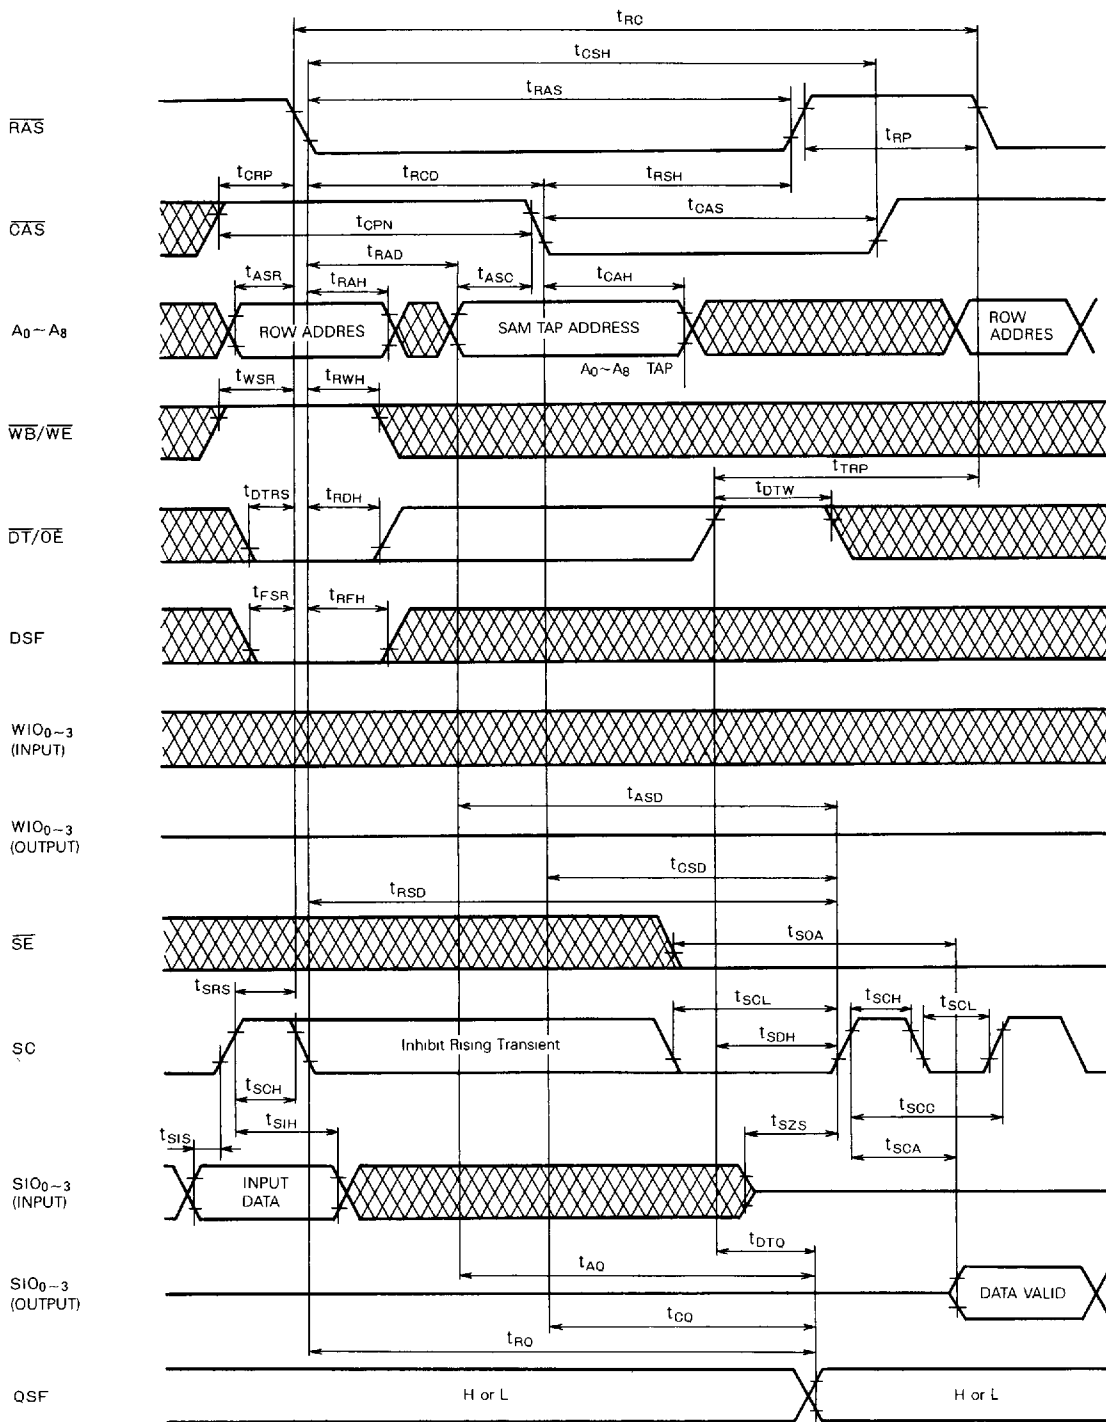 tRC
tCSH
tRAS
RAS
tRP
tCRP
tRCD
tRSH
CAS
tCPN
tCAS
tRAD
tASR
tRAH
tASC
tCAH
A0~A8
ROW ADDRES
SAM TAP ADDRESS
ROW
ADDRES
A0~A8 TAP
tWSR
tRWH
WB/WE
tTRP
tDTRS
tRDH
tDTW
DT/OE
tFSR
tRFH
DSF
WIO0~3
(INPUT)
tASD
WIO0~3
(OUTPUT)
tCSD
tRSD
SE
tSOA
tSRS
tSCL
tSCH
tSCL
SC
Inhibit Rising Transient
tSDH
tSCH
tSCC
tSIS
tSIH
tSZS
tSCA
SIO0~3
(INPUT)
INPUT
DATA
tDTQ
tAQ
SIO0~3
(OUTPUT)
DATA VALID
tCQ
tRQ
QSF
H or L
H or L